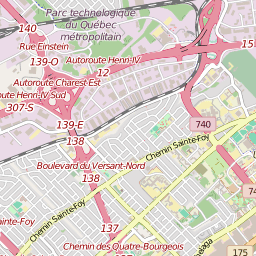 Parc technologique
du Québec
métropolitain
140
Rue Einstein
139-O
Autoroute Henri-IV
12
Autoroute Charest Est
oute Henri-IV Sud
307-S
139-E
138
740
Chemin Sainte-Foy
Boulevard du Versant-Nord
138
Chemin Sainte-Foy
ainte-Foy
137
Chemin des Quatre-Bourgeois
175